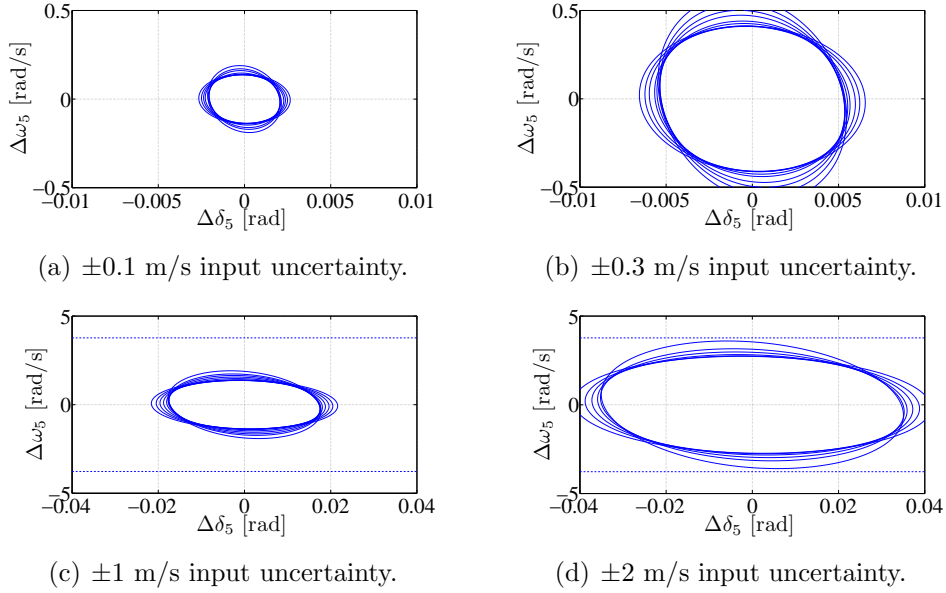 0.5
0
−0.5
−0.01
−0.005
0
0.005
0.01
Δω5 [rad/s]
Δδ5 [rad]
(a) ±0.1 m/s input uncertainty.
0.5
0
−0.5
−0.01
−0.005
0
0.005
0.01
Δω5 [rad/s]
Δδ5 [rad]
(b) ±0.3 m/s input uncertainty.
5
0
−5
−0.04
−0.02
0
0.02
0.04
Δω5 [rad/s]
Δδ5 [rad]
(c) ±1 m/s input uncertainty.
5
0
−5
−0.04
−0.02
0
0.02
0.04
Δω5 [rad/s]
Δδ5 [rad]
(d) ±2 m/s input uncertainty.